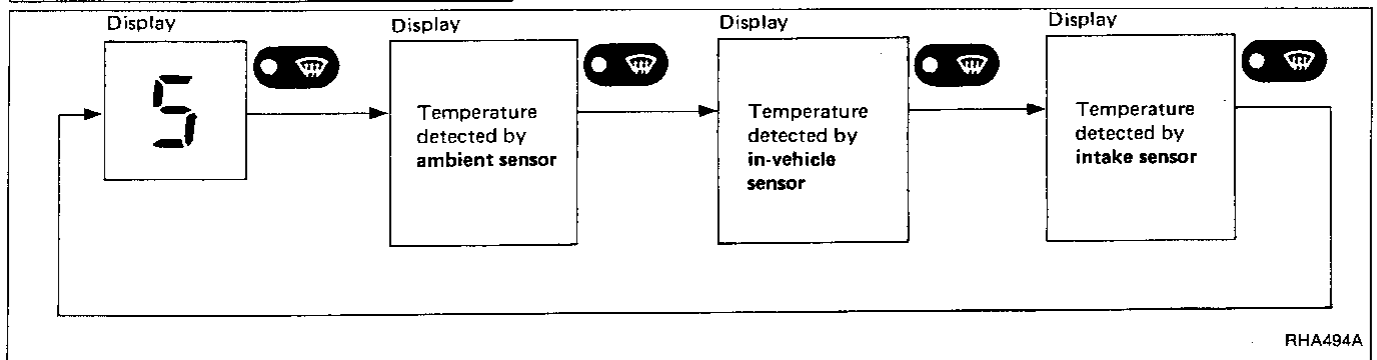 Display
5
Display
Temperature
detected by
ambient sensor
Display
Temperature
detected by
in-vehicle
sensor
Display
Temperature
detected by
intake sensor
RHA494A